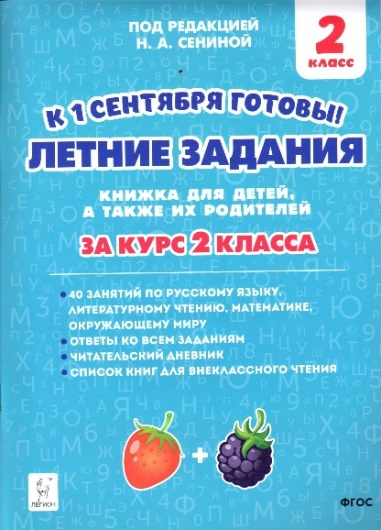 ПОД РЕДАКЦИЕЙ
Н. А. СЕНИНОЙ
2
класс
К 1 СЕНТЯБРЯ ГОТОВЫ!
ЛЕТНИЕ ЗАДАНИЯ
КНИЖКА ДЛЯ ДЕТЕЙ,
А ТАКЖЕ ИХ РОДИТЕЛЕЙ
ЗА КУРС 2 КЛАССА
• 40 ЗАНЯТИЙ ПО РУССКОМУ ЯЗЫКУ,
ЛИТЕРАТУРНОМУ ЧТЕНИЮ, МАТЕМАТИКЕ,
ОКРУЖАЮЩЕМУ МИРУ
• ОТВЕТЫ КО ВСЕМ ЗАДАНИЯМ
• ЧИТАТЕЛЬСКИЙ ДНЕВНИК
• СПИСОК КНИГ ДЛЯ ВНЕКЛАССНОГО ЧТЕНИЯ
+
ЛЕГИОН
ФГОС